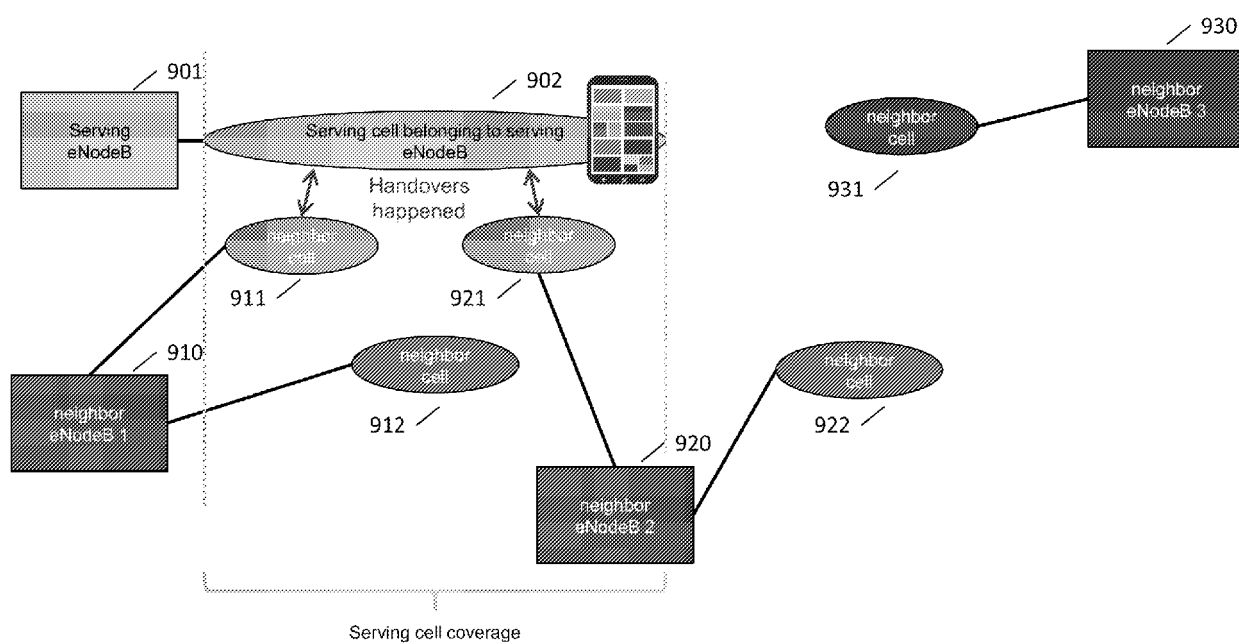 930
901
902
neighbor
eNodeB 3
Serving
eNodeB
Serving cell belonging to serving
eNodeB
neighbor
cell
931
Handovers
happened
neighbor
cell
neighbor
cell
911
921
910
neighbor
cell
neighbor
cell
neighbor
eNodeB 1
912
922
920
neighbor
eNodeB 2
Serving cell coverage